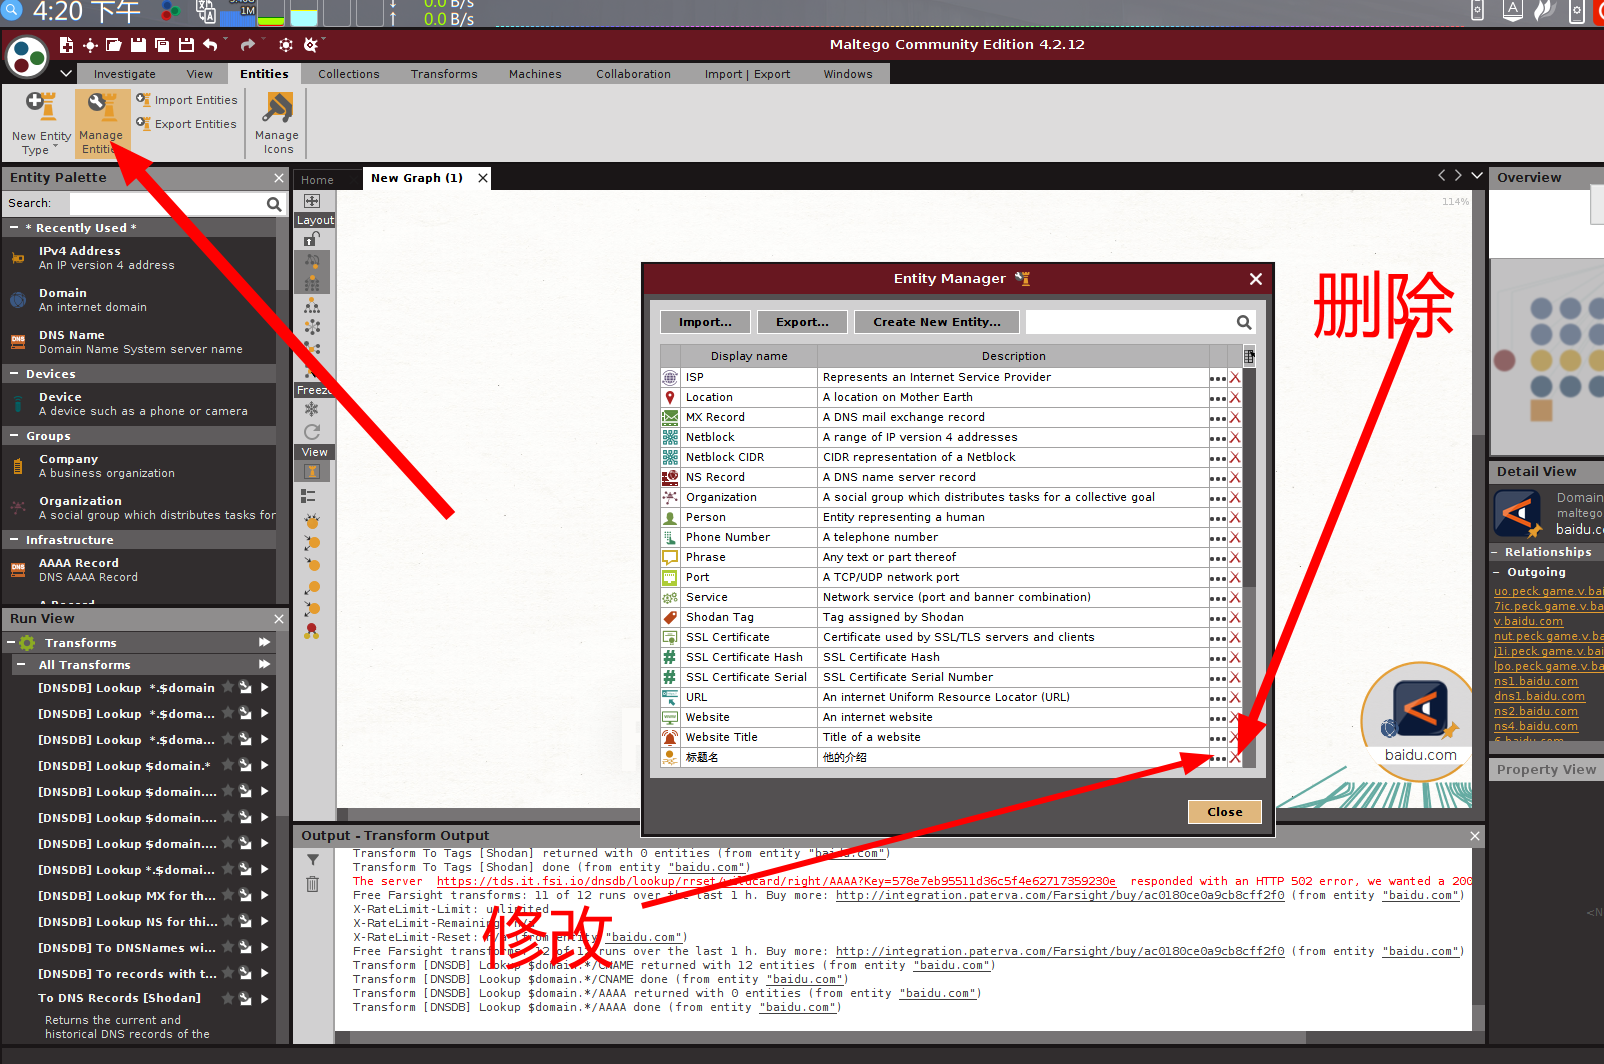 4:20 下午
1M
0.0 B/s
0.0 B/s
A
Maltego Community Edition 4.2.12
Investigate View Entities Collections Transforms Machines Collaboration Import | Export Windows
New Entity Type
Manage
Import Entities
Export Entities
Manage Icons
Entity Palette
Search:
* Recently Used *
IPv4 Address
An IP version 4 address
Domain
An internet domain
DNS Name
Domain Name System server name
Devices
Device
A device such as a phone or camera
Groups
Company
A business organization
Organization
A social group which distributes tasks for
Infrastructure
AAAA Record
DNS AAAA Record
Run View
Transforms
All Transforms
[DNSDB] Lookup *.$domain
[DNSDB] Lookup *.$doma...
[DNSDB] Lookup *.$doma...
[DNSDB] Lookup $domain.*
[DNSDB] Lookup $domain....
[DNSDB] Lookup $domain....
[DNSDB] Lookup $domain....
[DNSDB] Lookup *.$domai...
[DNSDB] Lookup MX for th...
[DNSDB] Lookup NS for thi...
[DNSDB] To DNSNames wi...
[DNSDB] To records with t...
To DNS Records [Shodan]
Returns the current and
historical DNS records of the
Home New Graph (1)
Layout
Freeze
View
114%
Entity Manager
Import... Export... Create New Entity...
Display name Description
ISP Represents an Internet Service Provider
Location A location on Mother Earth
MX Record A DNS mail exchange record
Netblock A range of IP version 4 addresses
Netblock CIDR CIDR representation of a Netblock
NS Record A DNS name server record
Organization A social group which distributes tasks for a collective goal
Person Entity representing a human
Phone Number A telephone number
Phrase Any text or part thereof
Port A TCP/UDP network port
Service Network service (port and banner combination)
Shodan Tag Tag assigned by Shodan
SSL Certificate Certificate used by SSL/TLS servers and clients
SSL Certificate Hash SSL Certificate Hash
SSL Certificate Serial SSL Certificate Serial Number
URL An internet Uniform Resource Locator (URL)
Website An internet website
Website Title Title of a website
标题名 他的介绍
Close
删除
修改
baidu.com
Output - Transform Output
Transform To Tags [Shodan] returned with 0 entities (from entity "baidu.com")
Transform To Tags [Shodan] done (from entity "baidu.com")
The server https://tds.it.fsi.io/dnsdb/lookup/rrset/wildcard/right/AAAA?Key=578e7eb95511d36c5f4e62717359230e responded with an HTTP 502 error, we wanted a 200
Free Farsight transforms: 11 of 12 runs over the last 1 h. Buy more: http://integration.paterva.com/Farsight/buy/ac0180ce0a9cb8cff2f0 (from entity "baidu.com")
X-RateLimit-Limit: unlimited
X-RateLimit-Remaining: n/a
X-RateLimit-Reset: n/a (from entity "baidu.com")
Free Farsight transforms: 12 of 12 runs over the last 1 h. Buy more: http://integration.paterva.com/Farsight/buy/ac0180ce0a9cb8cff2f0 (from entity "baidu.com")
Transform [DNSDB] Lookup $domain.*/CNAME returned with 12 entities (from entity "baidu.com")
Transform [DNSDB] Lookup $domain.*/CNAME done (from entity "baidu.com")
Transform [DNSDB] Lookup $domain.*/AAAA returned with 0 entities (from entity "baidu.com")
Transform [DNSDB] Lookup $domain.*/AAAA done (from entity "baidu.com")
Overview
Detail View
Domain
maltego
baidu.c
Relationships
Outgoing
uo.peck.game.v.b
7ic.peck.game.v.b
v.baidu.com
nut.peck.game.v.b
j1i.peck.game.v.bai
lpo.peck.game.v.b
ns1.baidu.com
dns1.baidu.com
ns2.baidu.com
ns4.baidu.com
Property View
<N